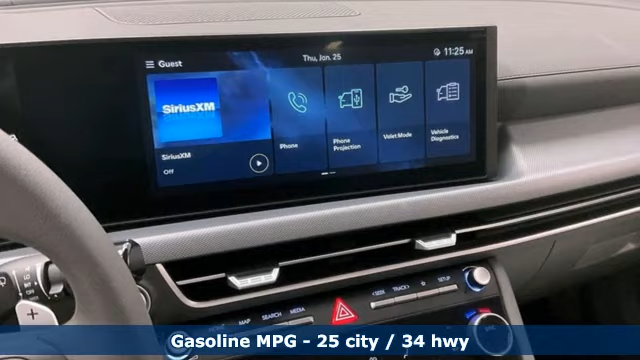 Guest
Thu, Jan. 25
11:25 AM
SiriusXM
SiriusXM
Off
Phone
Phone
Projection
Valet Mode
Vehicle
Diagnostics
MAP
SEARCH
MEDIA
<SEEK
TRACK>
SETUP
Gasoline MPG - 25 city / 34 hwy